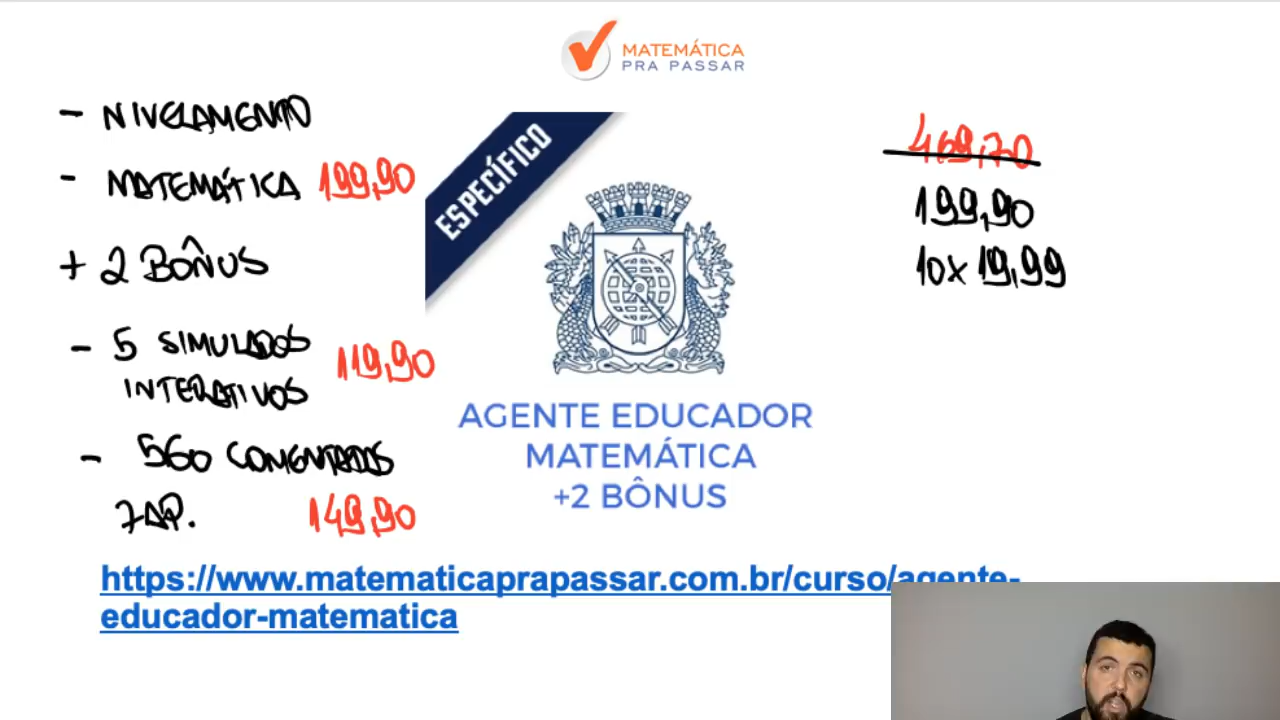 MATEMÁTICA
PRA PASSAR
- NIVELAMENTO
- MATEMÁTICA 199,90
+ 2 BÔNUS
- 5 SIMULADOS
INTERATIVOS
119,90
- 560 COMENTADOS
7 AP.
149,90
ESPECÍFICO
AGENTE EDUCADOR
MATEMÁTICA
+2 BÔNUS
469,70
199,90
10x 19,99
https://www.matematicaprapassar.com.br/curso/agente-
educador-matematica